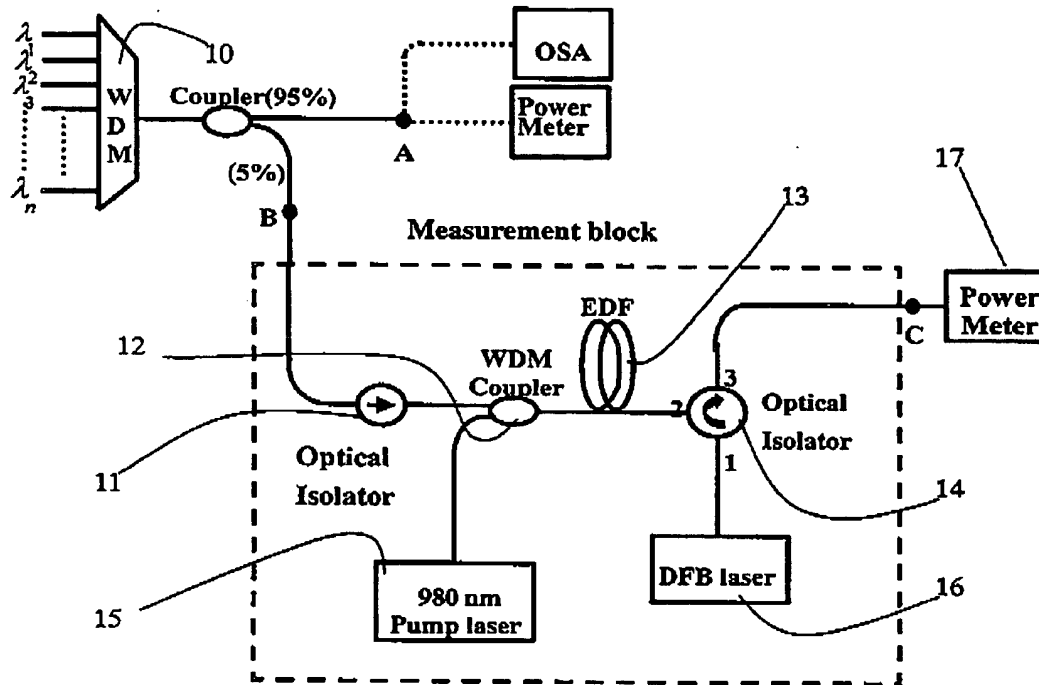 λ
λ1
λ2
3
λn
W
D
M
10
Coupler(95%)
(5%)
A
B
OSA
Power
Meter
Measurement block
13
17
Power
Meter
C
EDF
12
WDM
Coupler
3
2
1
Optical
Isolator
Optical
Isolator
11
14
15
980 nm
Pump laser
DFB laser
16